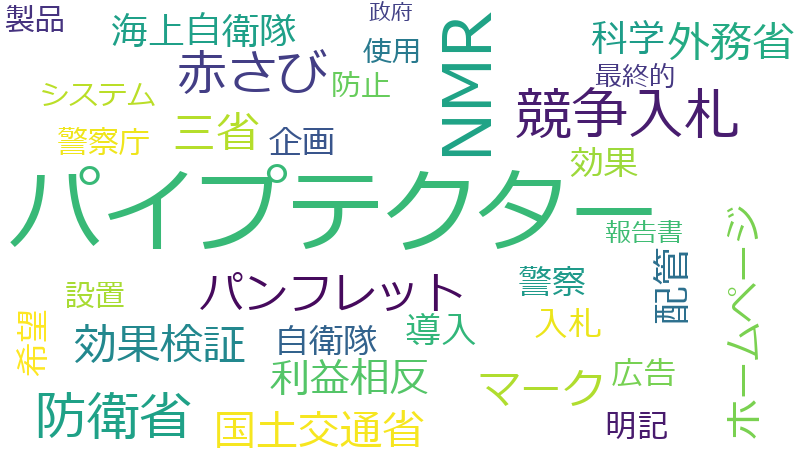 製品
海上自衛隊
政府
NMR
科学
外務省
赤さび
使用
最終的
システム
防止
競争入札
警察庁
三省
企画
効果
パイプテクター
報告書
ホームページ
設置
パンフレット
警察
配管
希望
効果検証
自衛隊
導入
入札
利益相反
マーク
広告
防衛省
国土交通省
明記